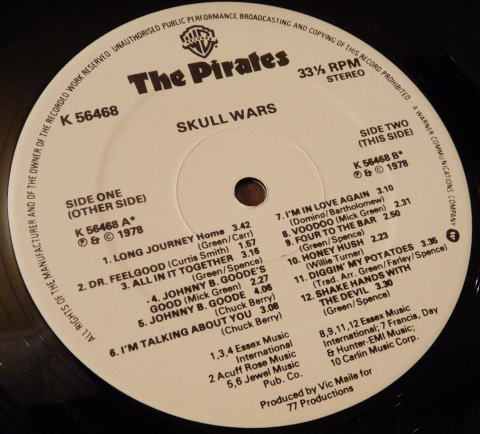 UNAUTHORISED PUBLIC PERFORMANCE BROADCASTING AND COPYING OF THIS RECORD PROHIBITED. A WARNER COMMUNICATIONS COMPANY
ALL RIGHTS OF THE MANUFACTURER AND OF THE OWNER OF THE RECORDED WORK RESERVED.
The Pirates
K 56468
33⅓ RPM
STEREO
SKULL WARS
SIDE ONE
(OTHER SIDE)
K 56468 A*
℗ & © 1978
SIDE TWO
(THIS SIDE)
K 56468 B*
℗ & © 1978
1. LONG JOURNEY Home 3.42
(Green/Carr)
2. DR. FEELGOOD (Curtis Smith) 1.57
3. ALL IN IT TOGETHER 3.16
(Green/Spence)
4. JOHNNY B. GOODE'S
GOOD (Mick Green) 2.27
5. JOHNNY B. GOODE 4.06
(Chuck Berry)
6. I'M TALKING ABOUT YOU 3.08
(Chuck Berry)
7. I'M IN LOVE AGAIN 3.10
(Domino/Bartholomew)
8. VOODOO (Mick Green) 2.31
9. FOUR TO THE BAR 2.50
(Green/Spence)
10. HONEY HUSH 2.23
(Willie Turner)
11. DIGGIN' MY POTATOES 3.35
(Trad. Arr. Green/Farley/Spence)
12. SHAKE HANDS WITH
THE DEVIL
(Green/Spence)
1,3,4 Essex Music
International
2 Acuff Rose Music
5,6 Jewel Music
Pub. Co.
8,9,11,12 Essex Music
International; 7 Francis, Day
& Hunter-EMI Music;
10 Carlin Music Corp.
Produced by Vic Maile for
77 Productions